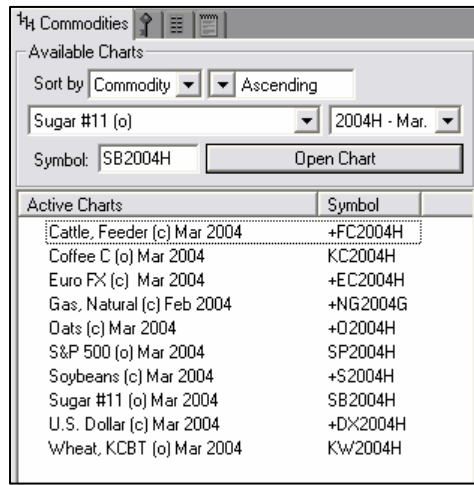 Commodities
Available Charts
Sort by Commodity Ascending
Sugar #11 (o) 2004H - Mar.
Symbol: SB2004H Open Chart
Active Charts Symbol
Cattle, Feeder (c) Mar 2004 +FC2004H
Coffee C (o) Mar 2004 KC2004H
Euro FX (c) Mar 2004 +EC2004H
Gas, Natural (c) Feb 2004 +NG2004G
Oats (c) Mar 2004 +O2004H
S&P 500 (o) Mar 2004 SP2004H
Soybeans (c) Mar 2004 +S2004H
Sugar #11 (o) Mar 2004 SB2004H
U.S. Dollar (c) Mar 2004 +DX2004H
Wheat, KCBT (o) Mar 2004 KW2004H